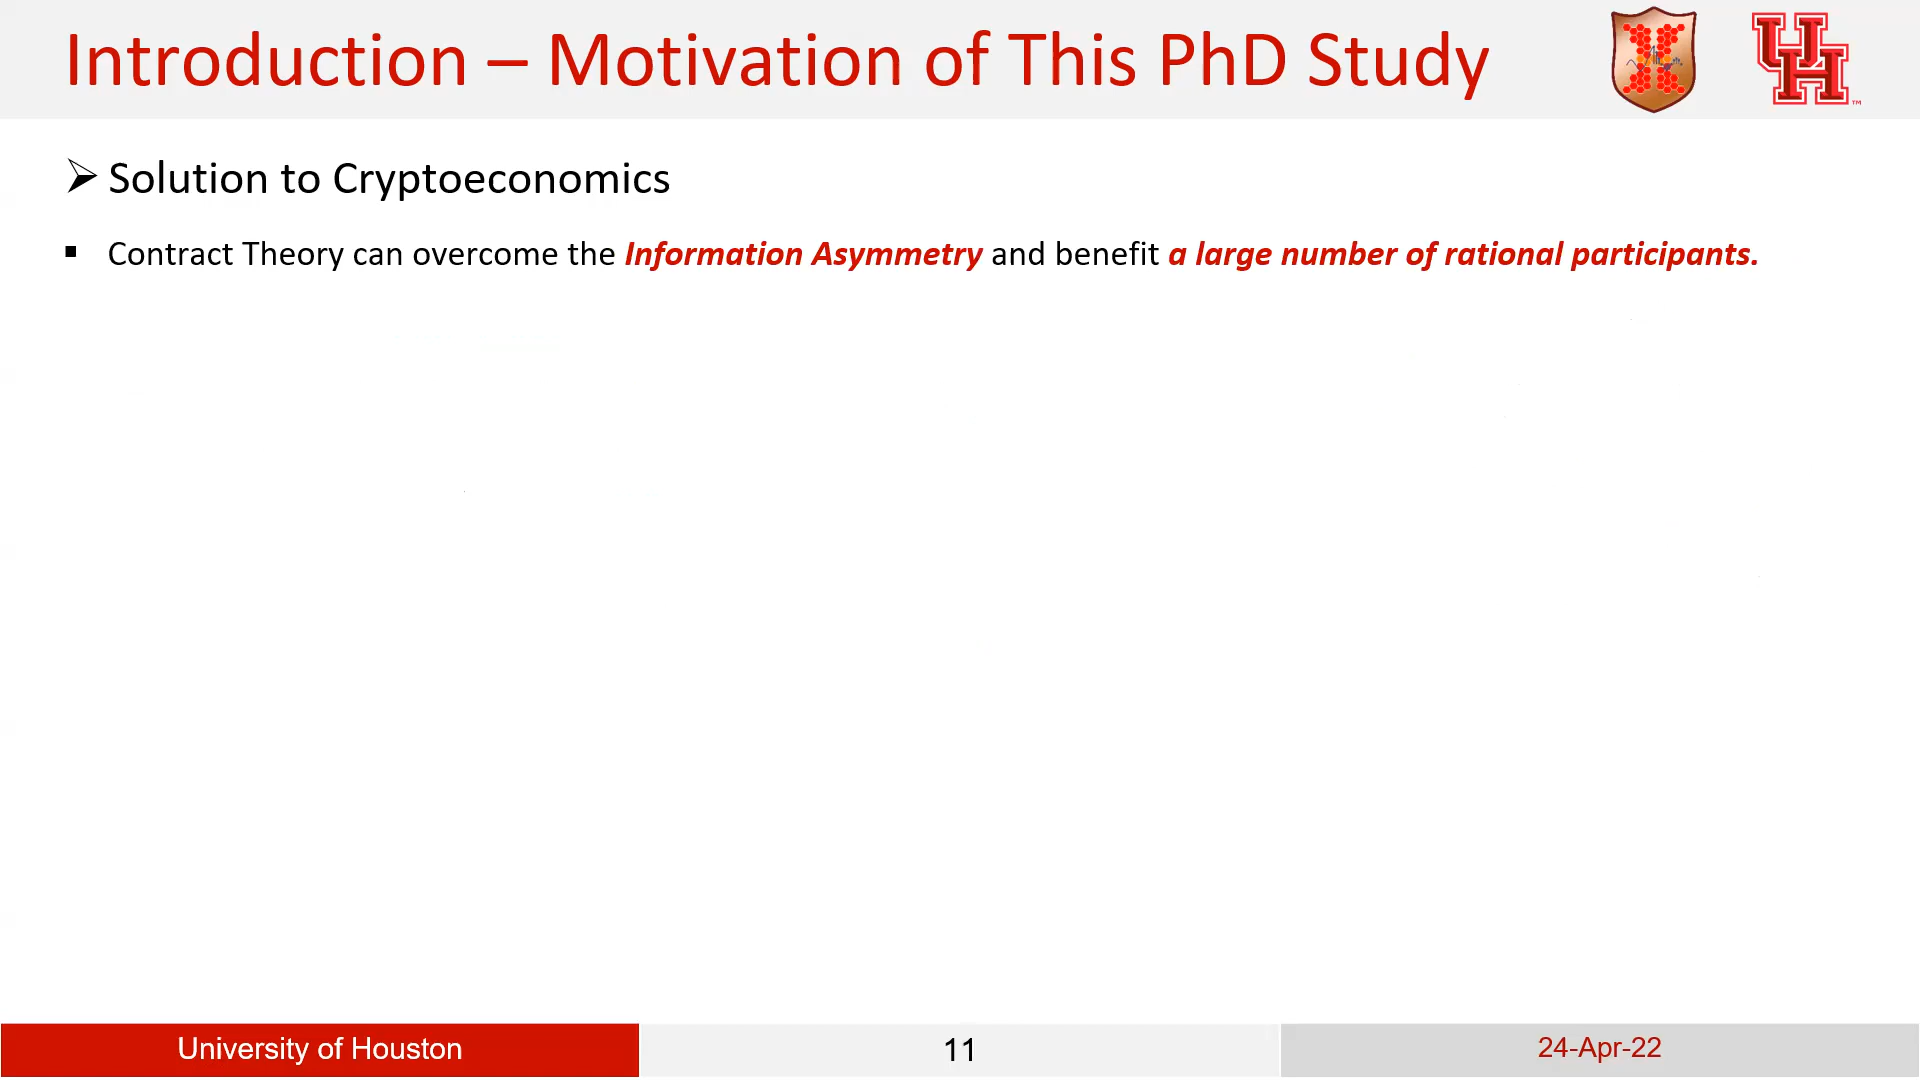 Introduction – Motivation of This PhD Study
Solution to Cryptoeconomics
Contract Theory can overcome the Information Asymmetry and benefit a large number of rational participants.
University of Houston
11
24-Apr-22